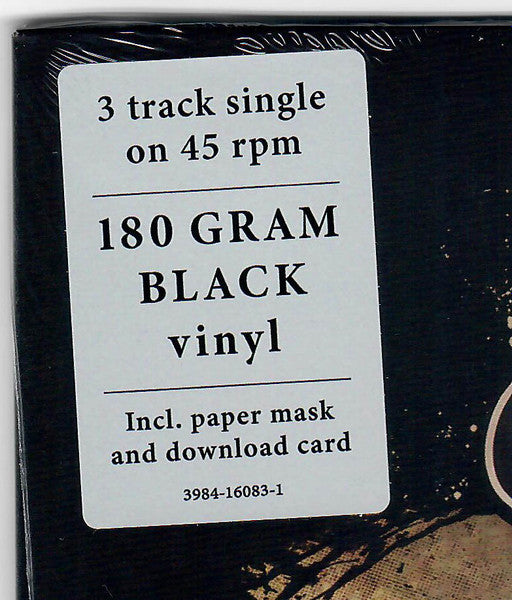 3 track single
on 45 rpm
180 GRAM
BLACK
vinyl
Incl. paper mask
and download card
3984-16083-1